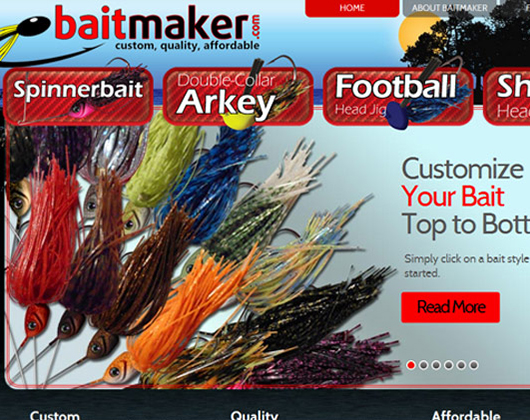 HOME
ABOUT BAITMAKER
baitmaker.com
custom, quality, affordable
Spinnerbait
Double-Collar
Arkey
Football
Head Jig
Sh
Head
Customize
Your Bait
Top to Bott
Simply click on a bait style
started.
Read More
Custom
Quality
Affordable